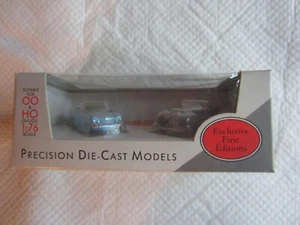 SUITABLE FOR
OO
&
HO
GAUGE
1:76
SCALE
Exclusive
First
Editions
PRECISION DIE-CAST MODELS